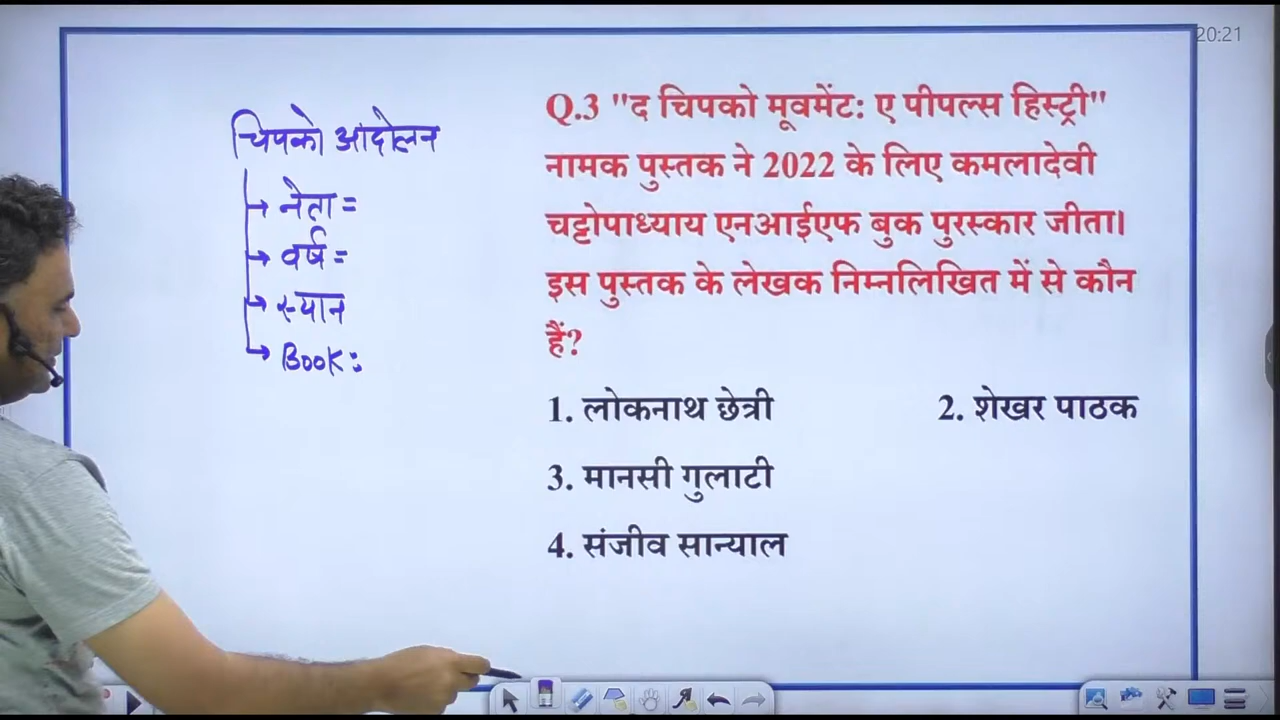 20:21
चिपको आदोलन
→ नेता =
→ वर्ष =
→ स्थान
→ Book:
Q.3 "द चिपको मूवमेंट: ए पीपल्स हिस्ट्री"
नामक पुस्तक ने 2022 के लिए कमलादेवी
चट्टोपाध्याय एनआईएफ बुक पुरस्कार जीता।
इस पुस्तक के लेखक निम्नलिखित में से कौन
हैं?
1. लोकनाथ छेत्री 2. शेखर पाठक
3. मानसी गुलाटी
4. संजीव सान्याल